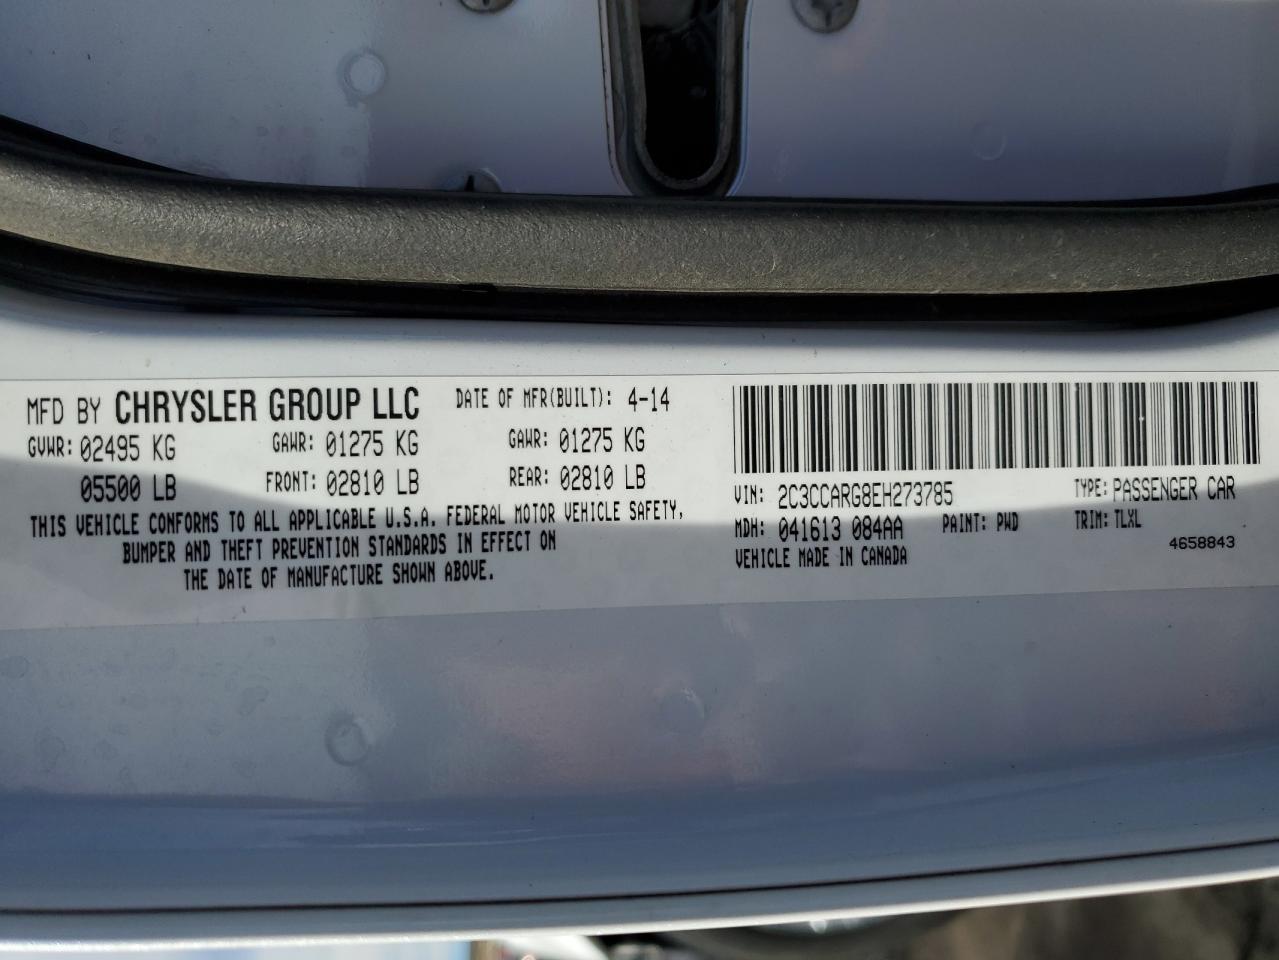 MFD BY CHRYSLER GROUP LLC DATE OF MFR(BUILT): 4-14
GVWR: 02495 KG GAWR: 01275 KG GAWR: 01275 KG
05500 LB FRONT: 02810 LB REAR: 02810 LB
THIS VEHICLE CONFORMS TO ALL APPLICABLE U.S.A. FEDERAL MOTOR VEHICLE SAFETY,
BUMPER AND THEFT PREVENTION STANDARDS IN EFFECT ON
THE DATE OF MANUFACTURE SHOWN ABOVE.
VIN: 2C3CCARG8EH273785 TYPE: PASSENGER CAR
MDH: 041613 084AA PAINT: PWD TRIM: TLXL
VEHICLE MADE IN CANADA 4658843